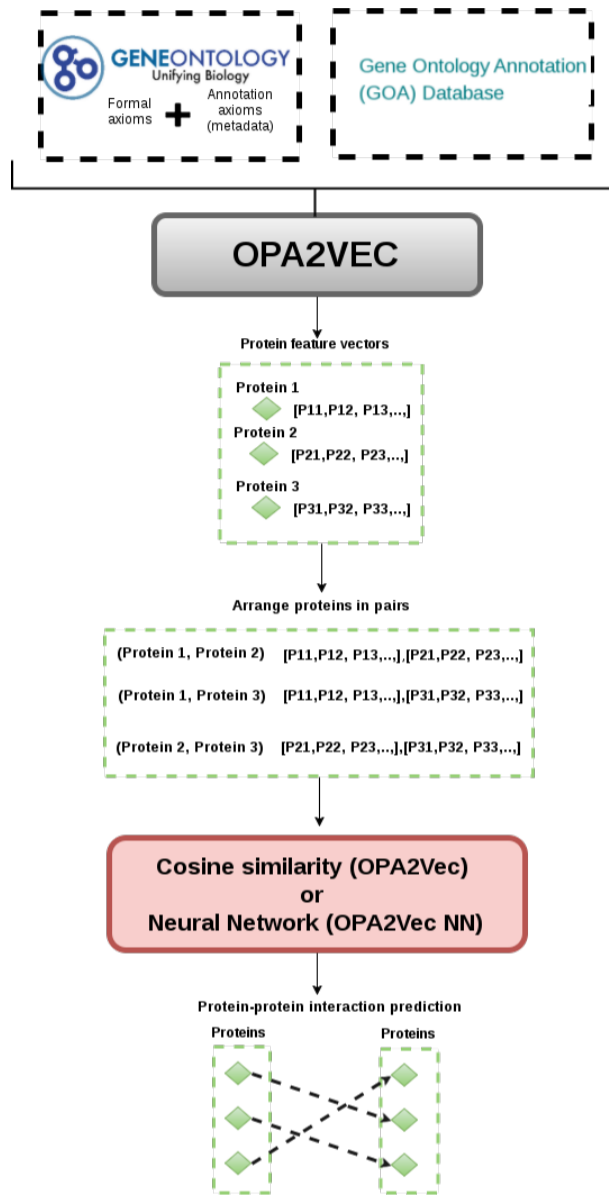 GENEONTOLOGY
Unifying Biology
Formal
axioms
Annotation
axioms
(metadata)
Gene Ontology Annotation
(GOA) Database
OPA2VEC
Protein feature vectors
Protein 1
[P11,P12, P13,..,]
Protein 2
[P21,P22, P23,..,]
Protein 3
[P31,P32, P33,..,]
Arrange proteins in pairs
(Protein 1, Protein 2) [P11,P12, P13,..,],[P21,P22, P23,..,]
(Protein 1, Protein 3) [P11,P12, P13,..,],[P31,P32, P33,..,]
(Protein 2, Protein 3) [P21,P22, P23,..,],[P31,P32, P33,..,]
Cosine similarity (OPA2Vec)
or
Neural Network (OPA2Vec NN)
Protein-protein interaction prediction
Proteins Proteins